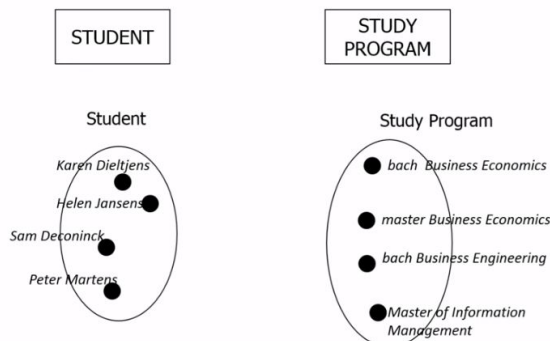 STUDENT
STUDY
PROGRAM
Student
Study Program
Karen Dieltjens
Helen Jansens
Sam Deconinck
Peter Martens
bach Business Economics
master Business Economics
bach Business Engineering
Master of Information
Management